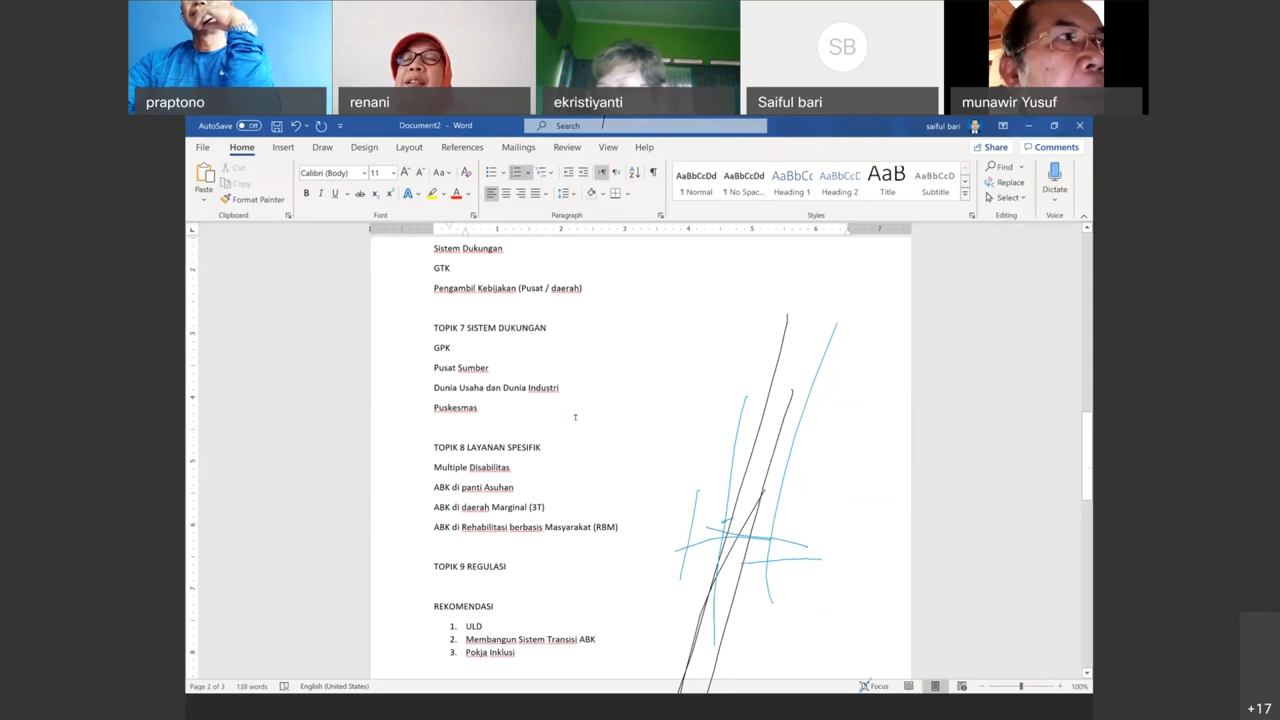 SB
praptono
renani
ekristiyanti
Saiful bari
munawir Yusuf
AutoSave Off
Document2 - Word
Search
saiful bari
File Home Insert Draw Design Layout References Mailings Review View Help
Share Comments
Paste
Cut
Copy
Format Painter
Calibri (Body) 11
AaBbCcDd AaBbCcDd AaBbCc AaBbCcD AaB AaBbCcD
1 Normal 1 No Spac... Heading 1 Heading 2 Title Subtitle
Find
Replace
Select
Dictate
Clipboard Font Paragraph Styles Editing Voice
Sistem Dukungan
GTK
Pengambil Kebijakan (Pusat / daerah)
TOPIK 7 SISTEM DUKUNGAN
GPK
Pusat Sumber
Dunia Usaha dan Dunia Industri
Puskesmas
TOPIK 8 LAYANAN SPESIFIK
Multiple Disabilitas
ABK di panti Asuhan
ABK di daerah Marginal (3T)
ABK di Rehabilitasi berbasis Masyarakat (RBM)
TOPIK 9 REGULASI
REKOMENDASI
1. ULD
2. Membangun Sistem Transisi ABK
3. Pokja Inklusi
Page 2 of 3 138 words English (United States) Focus 100%
+17